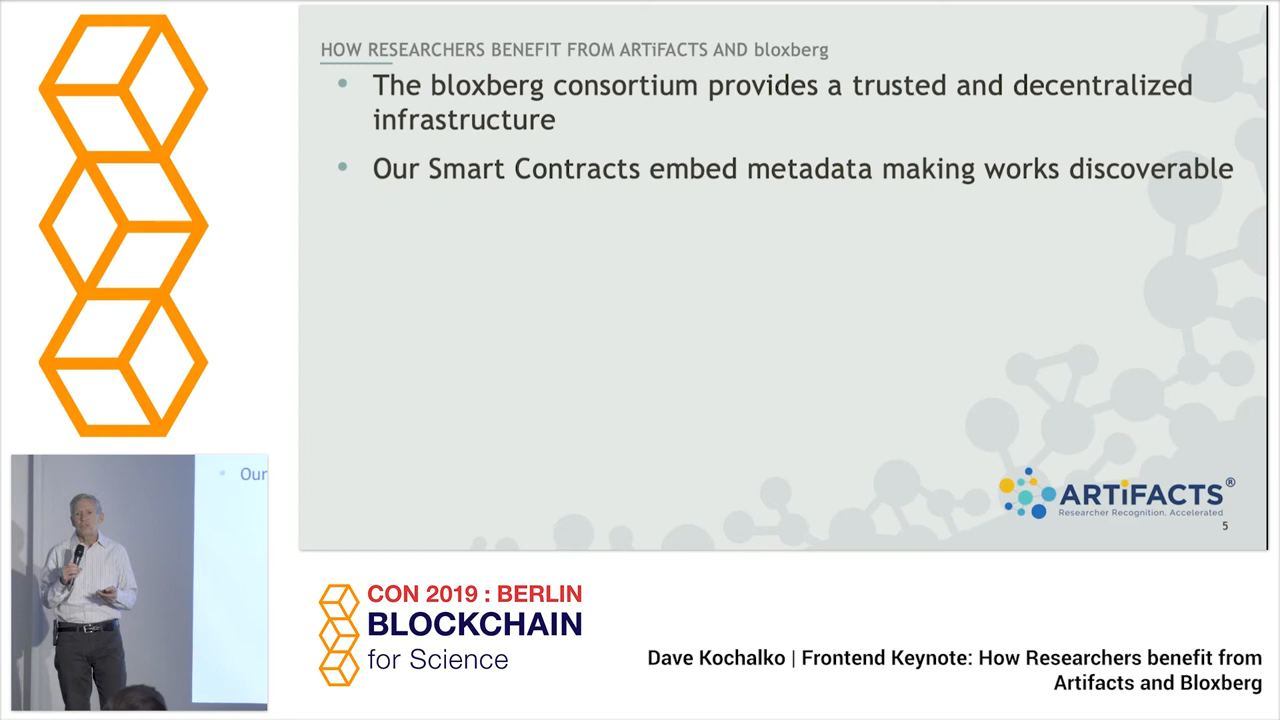 HOW RESEARCHERS BENEFIT FROM ARTiFACTS AND bloxberg
• The bloxberg consortium provides a trusted and decentralized
infrastructure
• Our Smart Contracts embed metadata making works discoverable
ARTiFACTS®
Researcher Recognition. Accelerated
5
• Our
CON 2019 : BERLIN
BLOCKCHAIN
for Science
Dave Kochalko | Frontend Keynote: How Researchers benefit from
Artifacts and Bloxberg